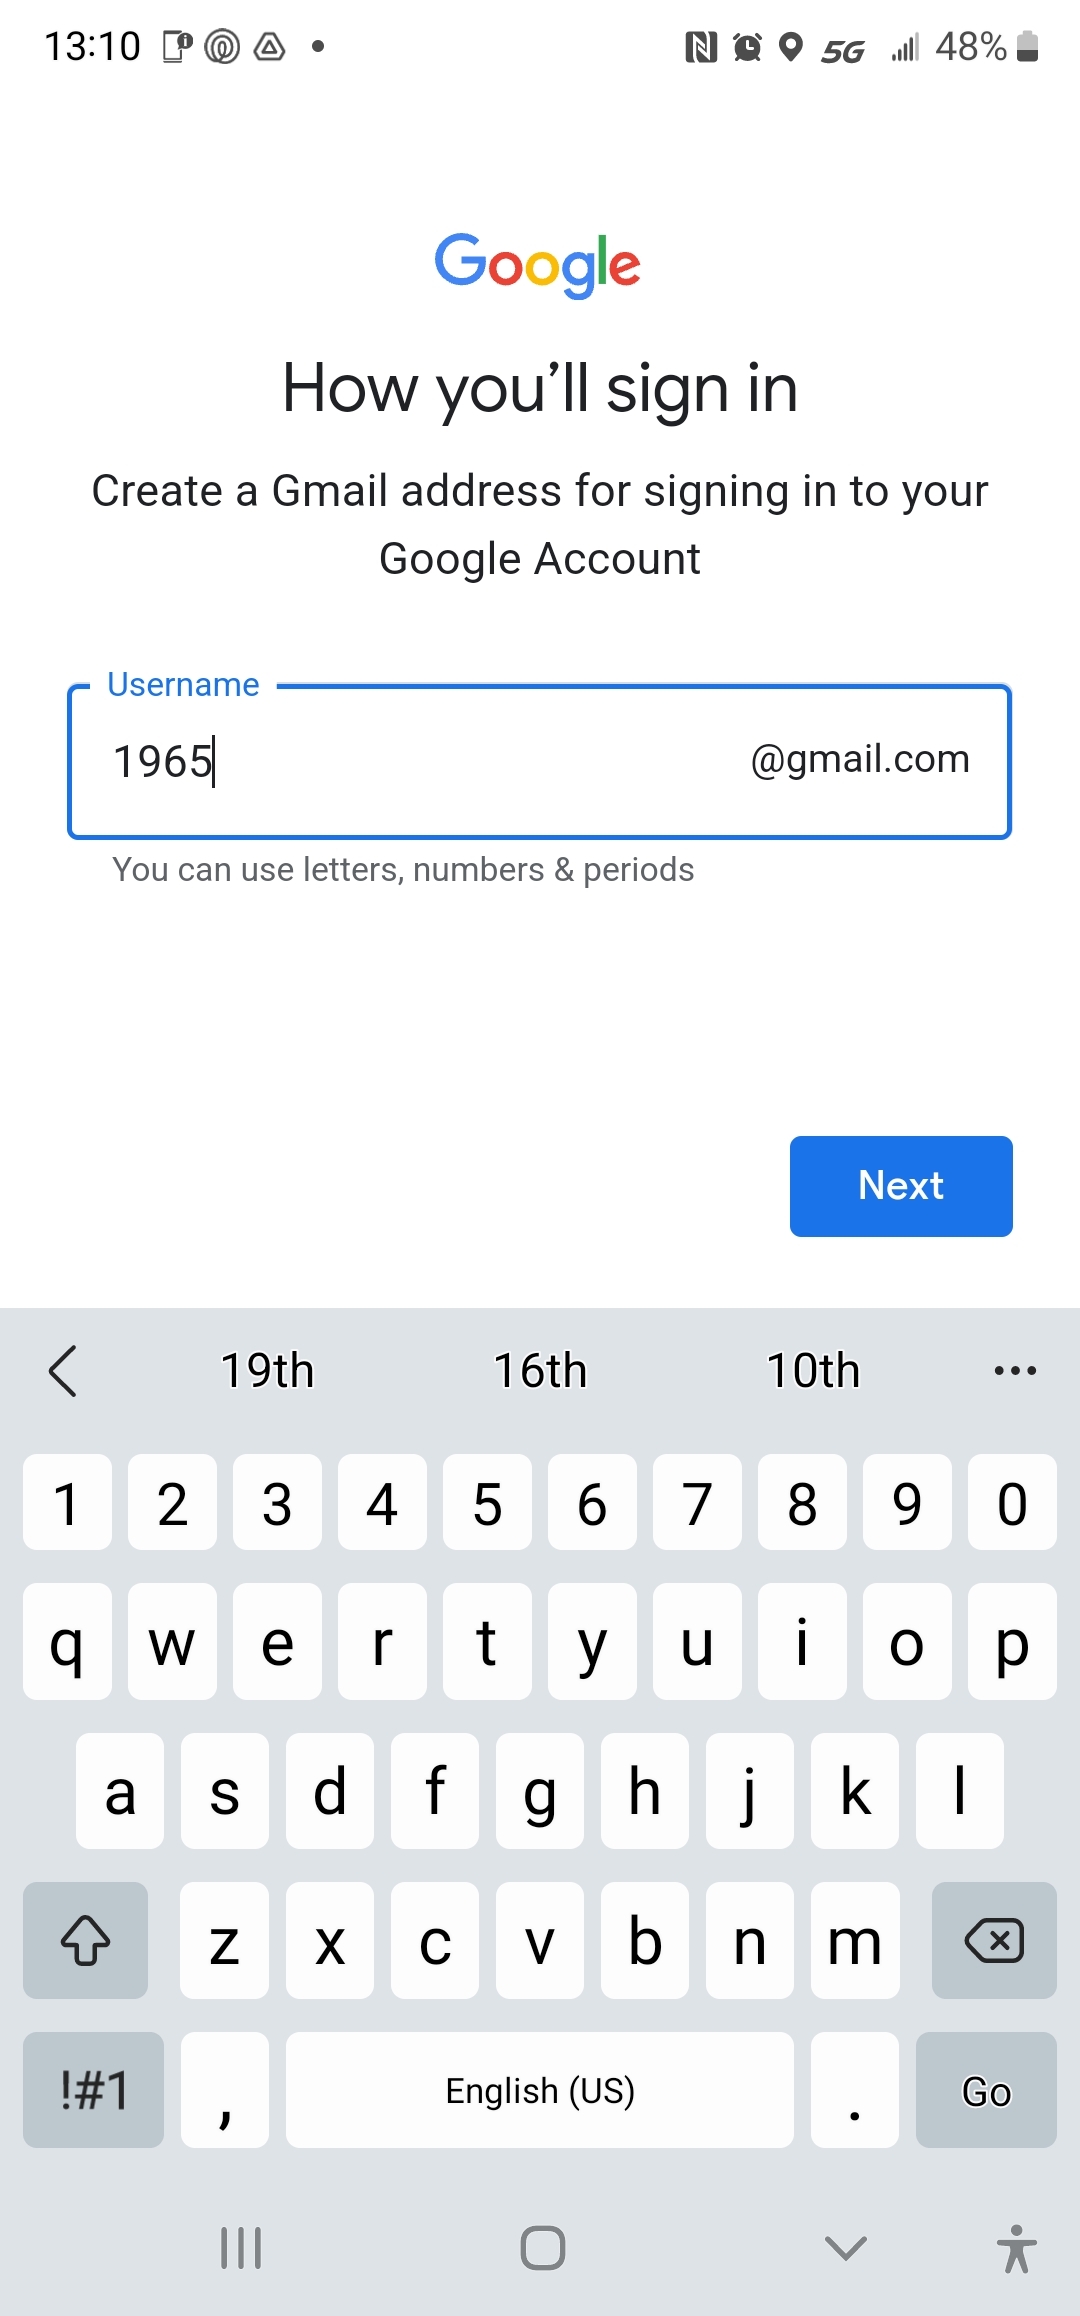 13:10 5G 48%
Google
How you’ll sign in
Create a Gmail address for signing in to your
Google Account
Username
1965 @gmail.com
You can use letters, numbers & periods
Next
19th 16th 10th
1 2 3 4 5 6 7 8 9 0
q w e r t y u i o p
a s d f g h j k l
z x c v b n m
!#1 , English (US) . Go